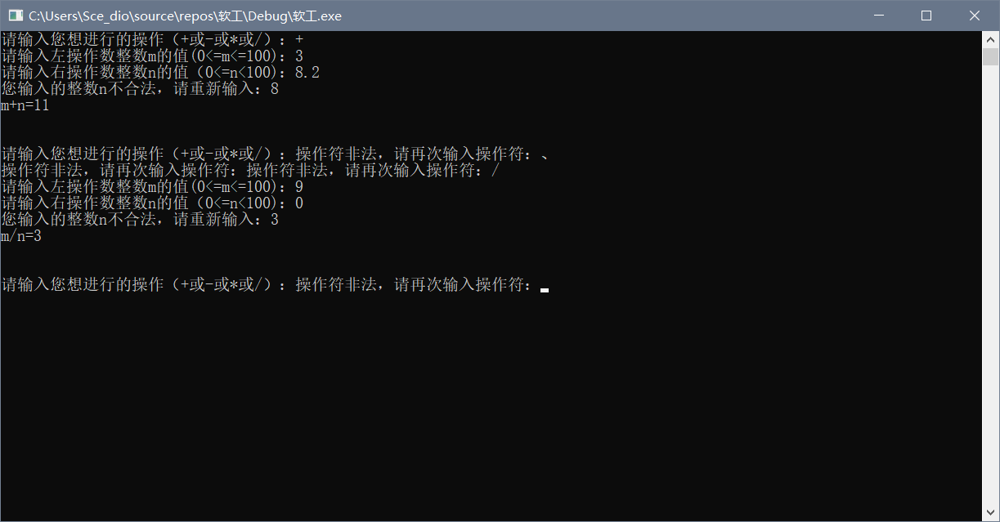 C:\Users\Sce_dio\source\repos\软工\Debug\软工.exe
请输入您想进行的操作（+或-或*或/）：+
请输入左操作数整数m的值(0<=m<=100)：3
请输入右操作数整数n的值（0<=n<100)：8.2
您输入的整数n不合法，请重新输入：8
m+n=11
请输入您想进行的操作（+或-或*或/）：操作符非法，请再次输入操作符：、
操作符非法，请再次输入操作符：操作符非法，请再次输入操作符：/
请输入左操作数整数m的值(0<=m<=100)：9
请输入右操作数整数n的值（0<=n<100)：0
您输入的整数n不合法，请重新输入：3
m/n=3
请输入您想进行的操作（+或-或*或/）：操作符非法，请再次输入操作符：